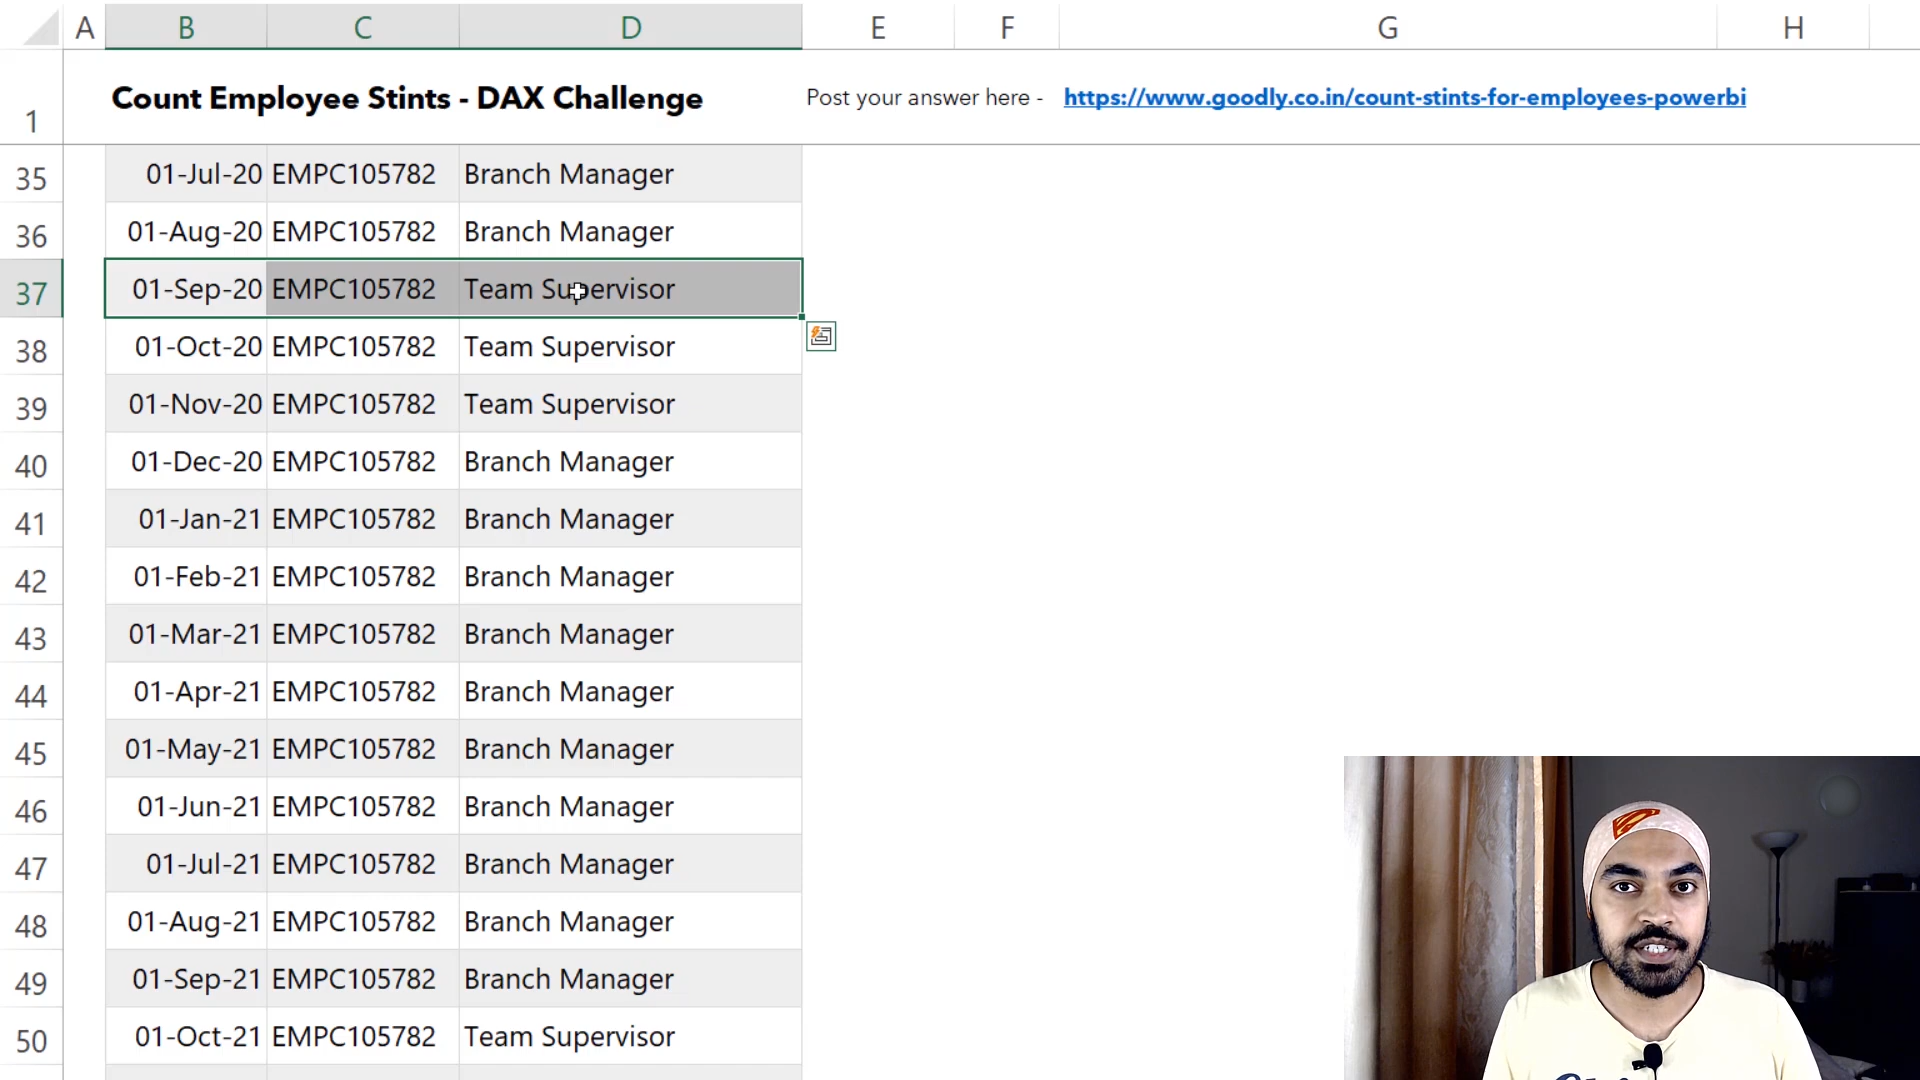 A B C D E F G H
1 Count Employee Stints - DAX Challenge Post your answer here - https://www.goodly.co.in/count-stints-for-employees-powerbi
35 01-Jul-20 EMPC105782 Branch Manager
36 01-Aug-20 EMPC105782 Branch Manager
37 01-Sep-20 EMPC105782 Team Supervisor
38 01-Oct-20 EMPC105782 Team Supervisor
39 01-Nov-20 EMPC105782 Team Supervisor
40 01-Dec-20 EMPC105782 Branch Manager
41 01-Jan-21 EMPC105782 Branch Manager
42 01-Feb-21 EMPC105782 Branch Manager
43 01-Mar-21 EMPC105782 Branch Manager
44 01-Apr-21 EMPC105782 Branch Manager
45 01-May-21 EMPC105782 Branch Manager
46 01-Jun-21 EMPC105782 Branch Manager
47 01-Jul-21 EMPC105782 Branch Manager
48 01-Aug-21 EMPC105782 Branch Manager
49 01-Sep-21 EMPC105782 Branch Manager
50 01-Oct-21 EMPC105782 Team Supervisor